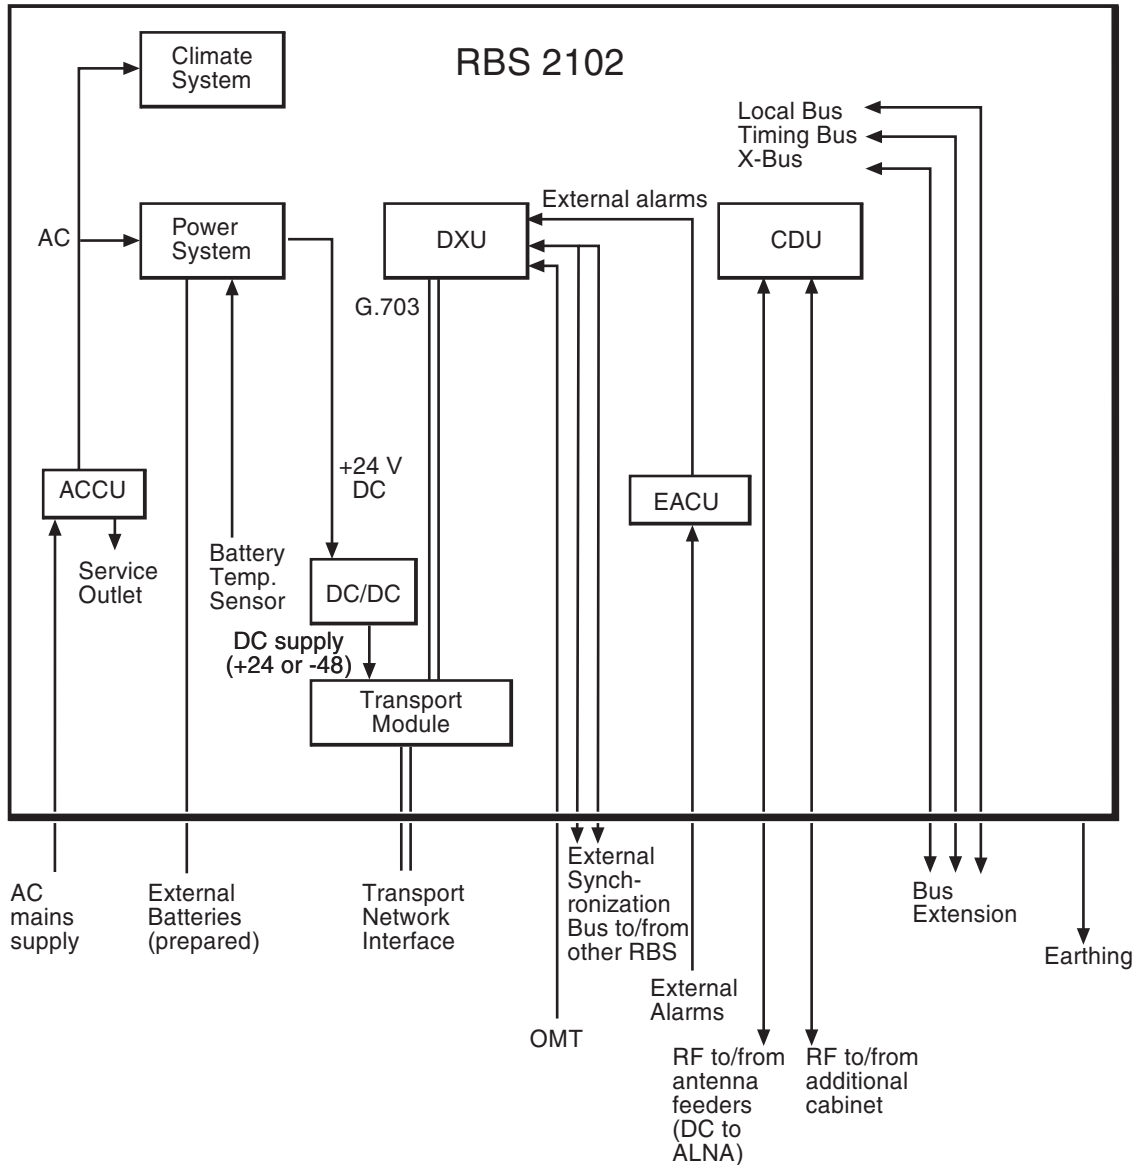 RBS 2102
Climate
System
Local Bus
Timing Bus
X-Bus
External alarms
AC
Power
System
DXU
CDU
G.703
+24 V
DC
ACCU
EACU
Service
Outlet
Battery
Temp.
Sensor
DC/DC
DC supply
(+24 or -48)
Transport
Module
AC
mains
supply
External
Batteries
(prepared)
Transport
Network
Interface
External
Synch-
ronization
Bus to/from
other RBS
Bus
Extension
Earthing
External
Alarms
OMT
RF to/from
antenna
feeders
(DC to
ALNA)
RF to/from
additional
cabinet